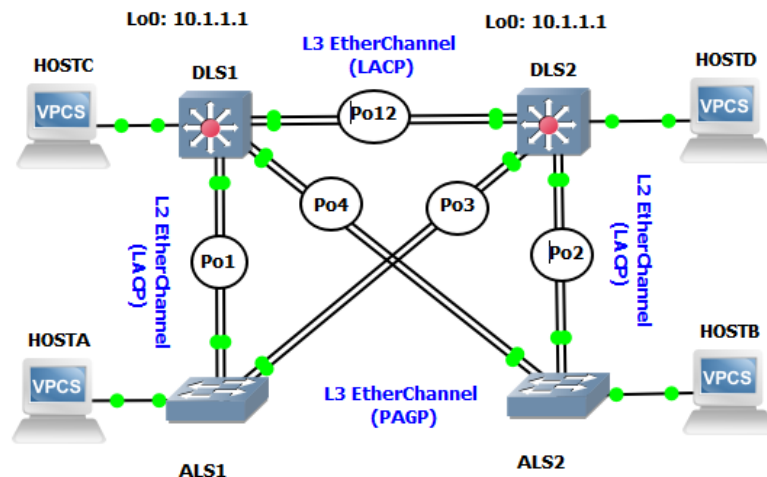 Lo0: 10.1.1.1
Lo0: 10.1.1.1
L3 EtherChannel
(LACP)
HOSTC
DLS1
DLS2
HOSTD
VPCS
VPCS
Po12
Po4
Po3
L2 EtherChannel
(LACP)
Po1
Po2
L2 EtherChannel
(LACP)
HOSTA
HOSTB
VPCS
VPCS
L3 EtherChannel
(PAGP)
ALS1
ALS2